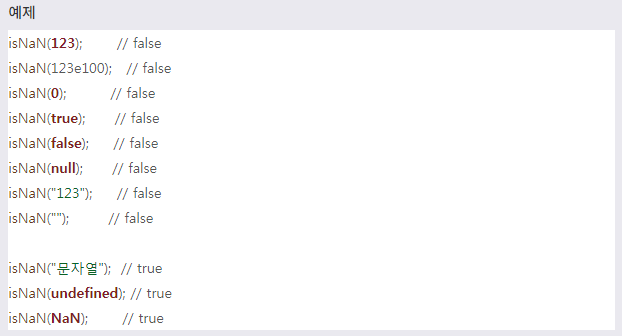 예제
isNaN(123);        // false
isNaN(123e100);   // false
isNaN(0);          // false
isNaN(true);       // false
isNaN(false);      // false
isNaN(null);       // false
isNaN("123");      // false
isNaN("");         // false
isNaN("문자열");  // true
isNaN(undefined); // true
isNaN(NaN);        // true